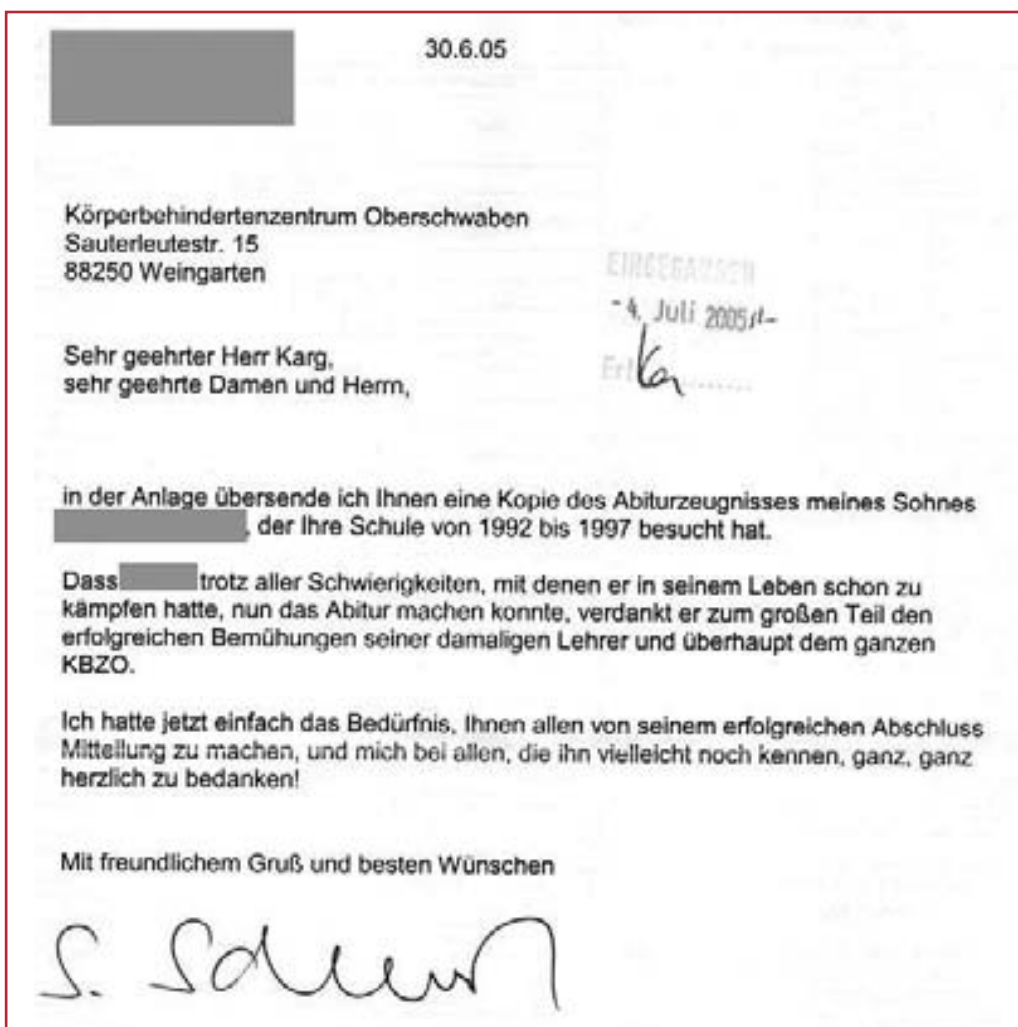 30.6.05
Körperbehindertenzentrum Oberschwaben
Sauterleutestr. 15
88250 Weingarten
EINGEGANGEN
-4. Juli 2005
Sehr geehrter Herr Karg,
sehr geehrte Damen und Herrn,
in der Anlage übersende ich Ihnen eine Kopie des Abiturzeugnisses meines Sohnes
, der Ihre Schule von 1992 bis 1997 besucht hat.
Dass trotz aller Schwierigkeiten, mit denen er in seinem Leben schon zu
kämpfen hatte, nun das Abitur machen konnte, verdankt er zum großen Teil den
erfolgreichen Bemühungen seiner damaligen Lehrer und überhaupt dem ganzen
KBZO.
Ich hatte jetzt einfach das Bedürfnis, Ihnen allen von seinem erfolgreichen Abschluss
Mitteilung zu machen, und mich bei allen, die ihn vielleicht noch kennen, ganz, ganz
herzlich zu bedanken!
Mit freundlichem Gruß und besten Wünschen
S.